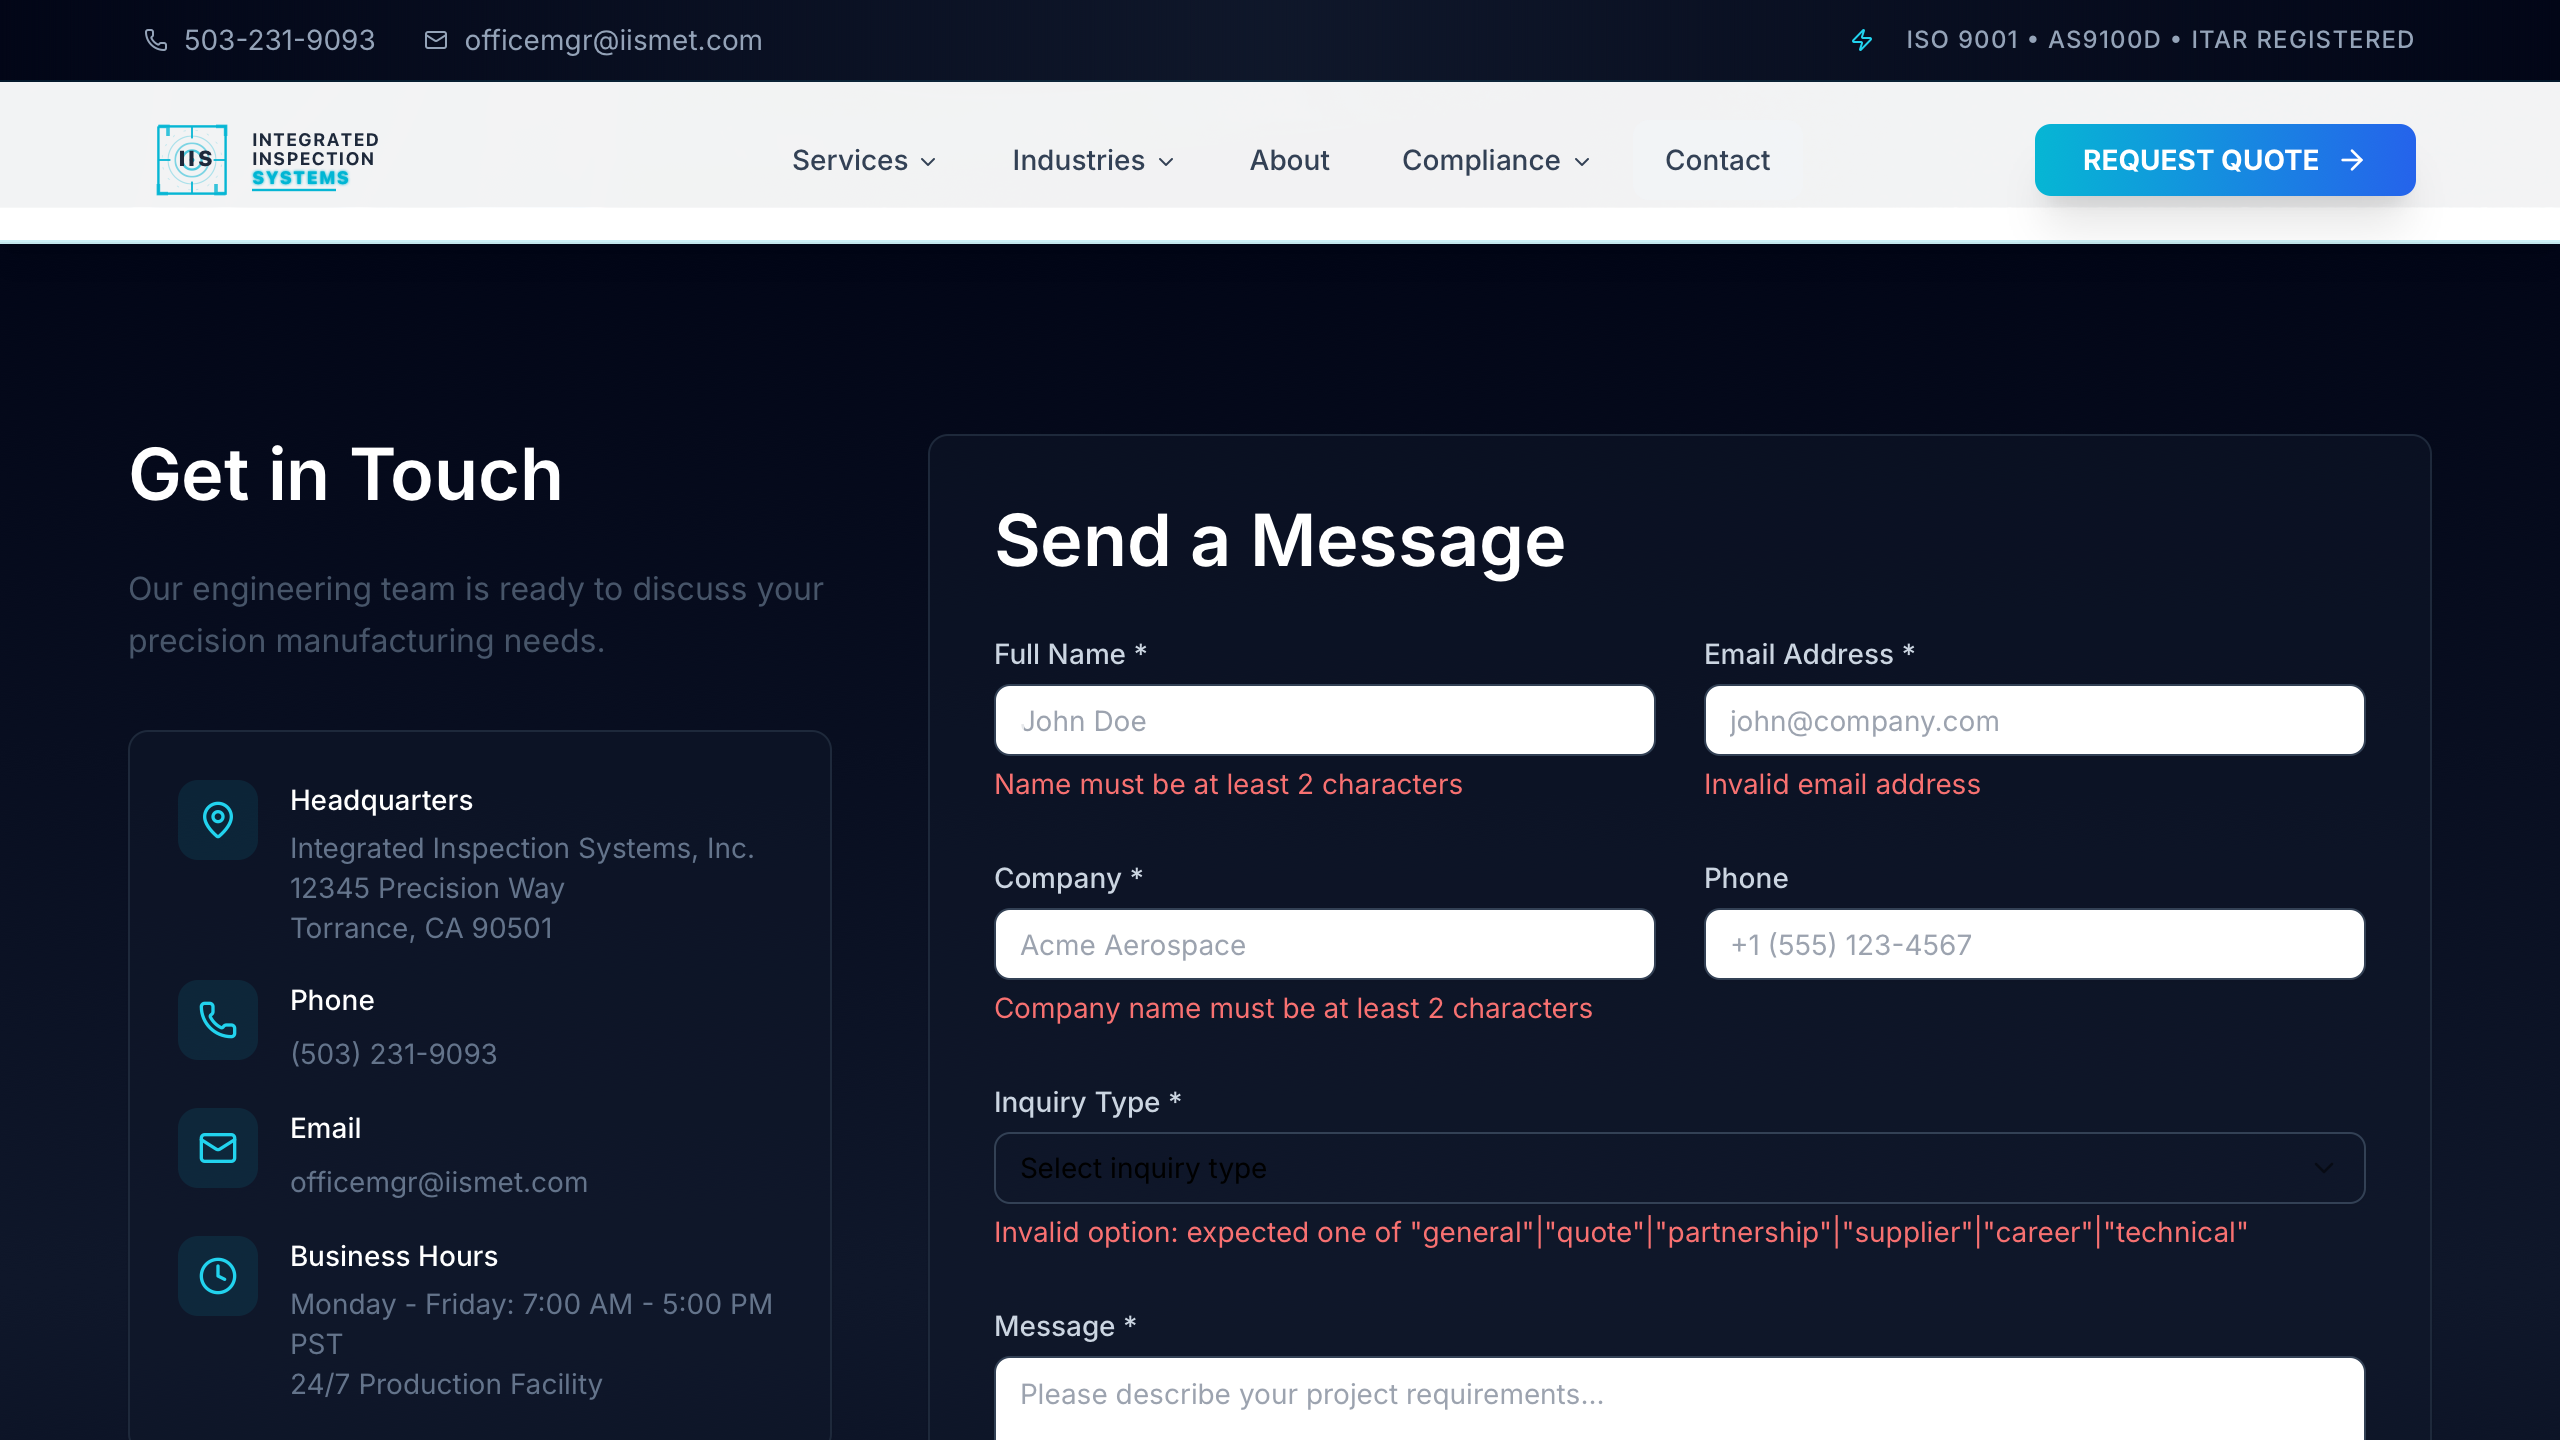 503-231-9093
officemgr@iismet.com
ISO 9001 • AS9100D • ITAR REGISTERED
IIS
INTEGRATED
INSPECTION
SYSTEMS
Services
Industries
About
Compliance
Contact
REQUEST QUOTE
Get in Touch
Our engineering team is ready to discuss your
precision manufacturing needs.
Headquarters
Integrated Inspection Systems, Inc.
12345 Precision Way
Torrance, CA 90501
Phone
(503) 231-9093
Email
officemgr@iismet.com
Business Hours
Monday - Friday: 7:00 AM - 5:00 PM
PST
24/7 Production Facility
Send a Message
Full Name *
John Doe
Name must be at least 2 characters
Email Address *
john@company.com
Invalid email address
Company *
Acme Aerospace
Company name must be at least 2 characters
Phone
+1 (555) 123-4567
Inquiry Type *
Select inquiry type
Invalid option: expected one of "general"|"quote"|"partnership"|"supplier"|"career"|"technical"
Message *
Please describe your project requirements...